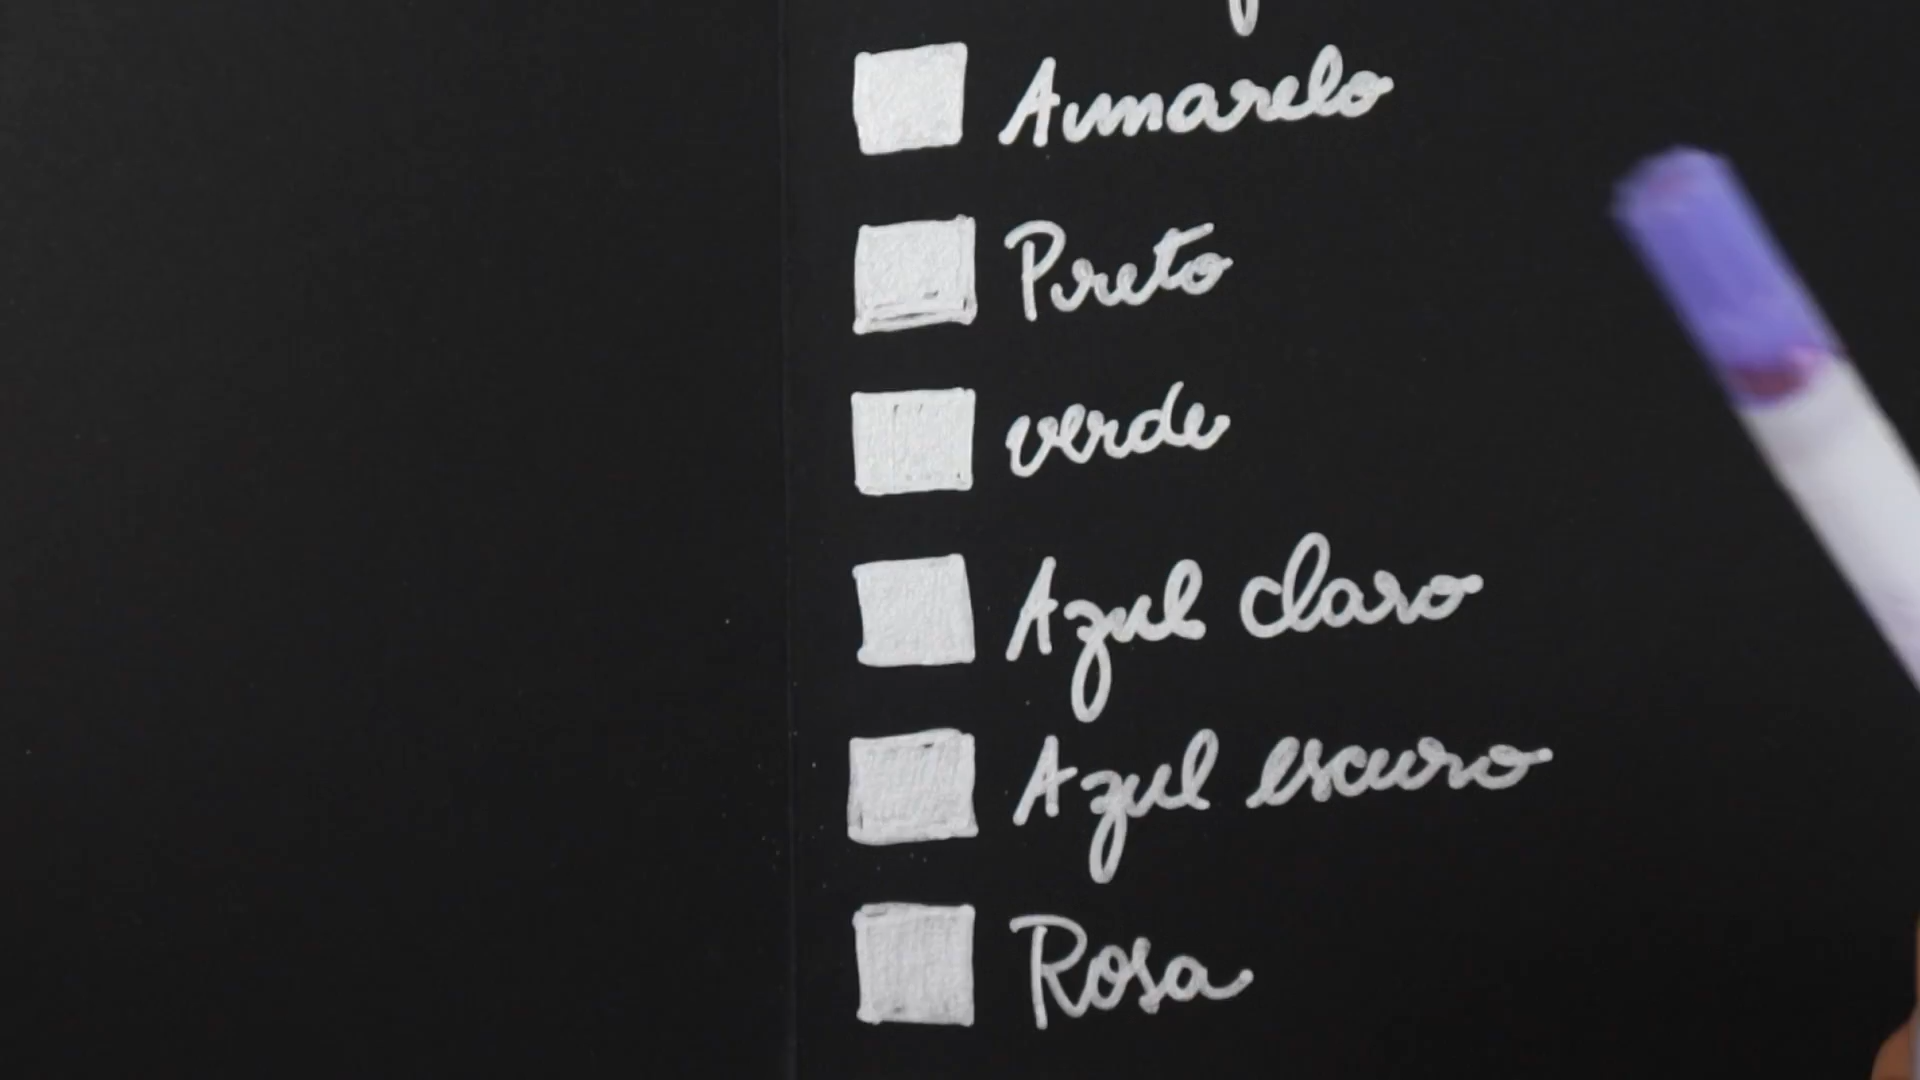 Amarelo
Preto
verde
Azul claro
Azul escuro
Rosa